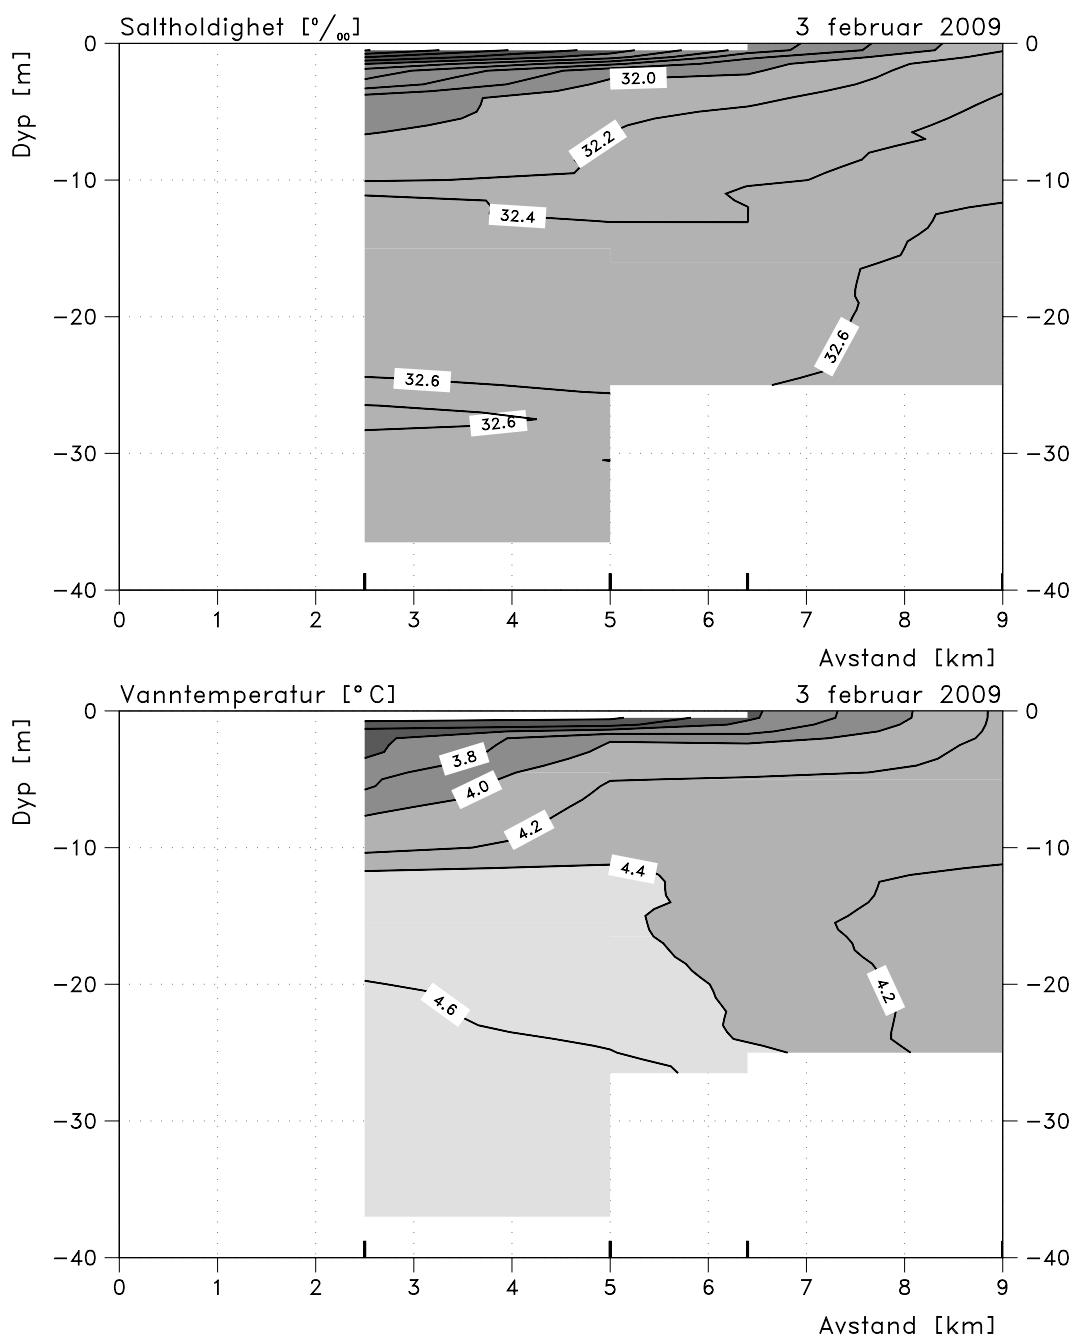 Saltholdighet [‰] 3 februar 2009
0 0
Dyp [m]
32.0
32.2
−10 −10
32.4
−20 −20
32.6
32.6
32.6
−30 −30
−40 −40
0 1 2 3 4 5 6 7 8 9
Avstand [km]
Vanntemperatur [°C] 3 februar 2009
0 0
Dyp [m]
3.8
4.0
4.2
−10 −10
4.4
−20 −20
4.2
4.6
−30 −30
−40 −40
0 1 2 3 4 5 6 7 8 9
Avstand [km]